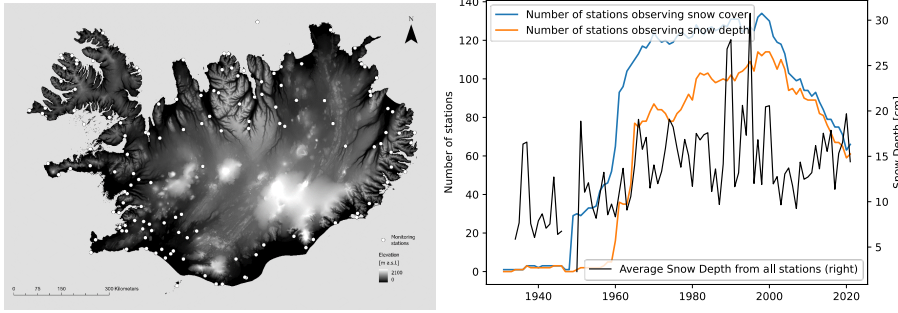 N
Monitoring
stations
Elevation
[m a.s.l.]
2100
0
0 75 150 300 Kilometers
Number of stations observing snow cover
Number of stations observing snow depth
Average Snow Depth from all stations (right)
Number of stations
140
120
100
80
60
40
20
0
1940 1960 1980 2000 2020
30
25
20
15
10
5
Snow Depth [cm]